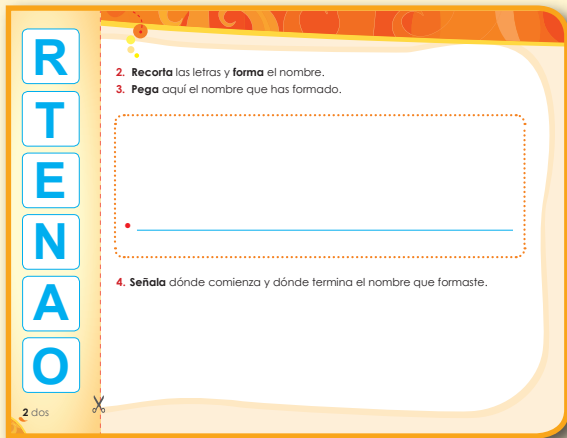 R
T
E
N
A
O
2. Recorta las letras y forma el nombre.
3. Pega aquí el nombre que has formado.
4. Señala dónde comienza y dónde termina el nombre que formaste.
2 dos